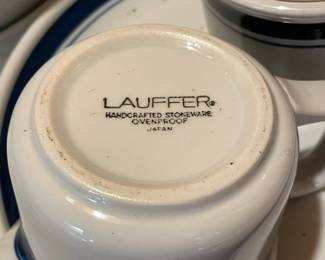 LAUFFER®
HANDCRAFTED STONEWARE
OVENPROOF
JAPAN